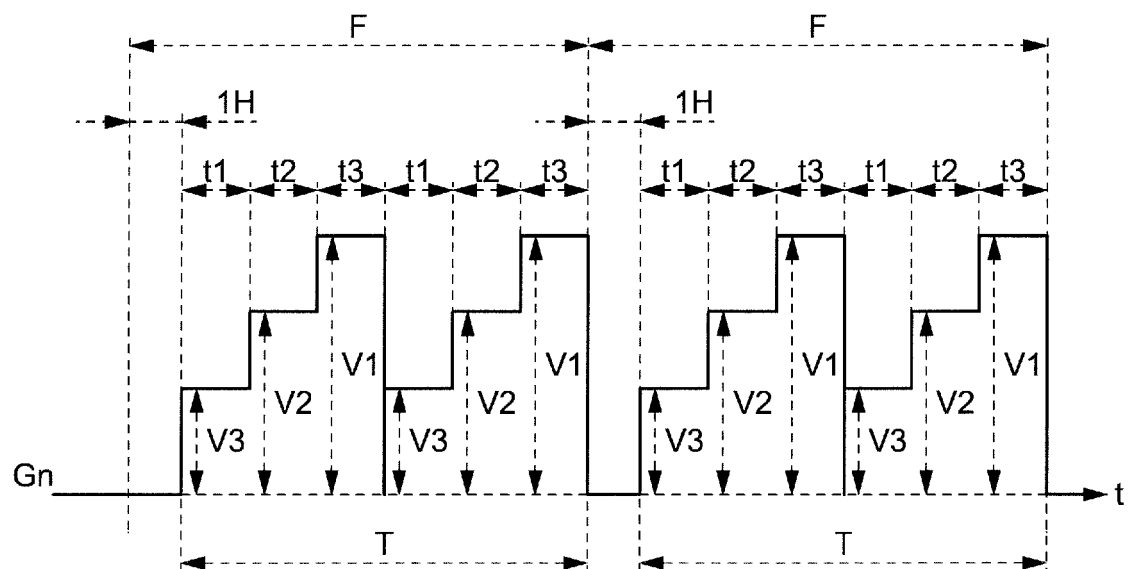 F F
1H 1H
t1 t2 t3 t1 t2 t3 t1 t2 t3 t1 t2 t3
V1 V1 V1 V1
V2 V2 V2 V2
V3 V3 V3 V3
Gn t
T T